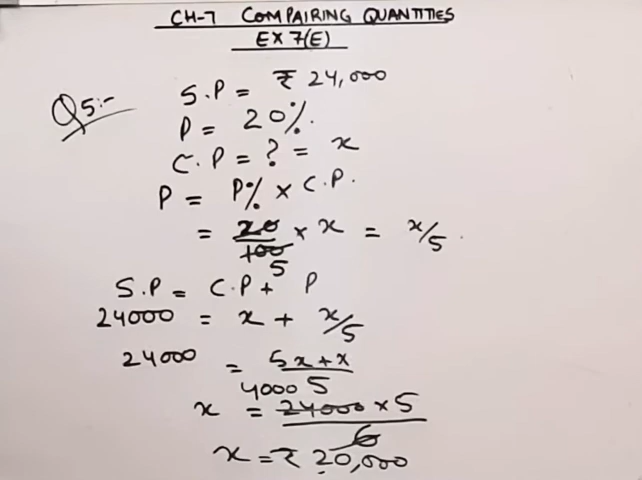 CH-7 COMPAIRING QUANTITIES
EX 7(E)
Q5:- S.P = ₹ 24,000
P = 20%.
C.P = ? = x
P = P% × C.P.
= 20/100 5 × x = x/5.
S.P = C.P + P
24000 = x + x/5
24000 = 5x+x/5
4000
x = 24000 × 5/6
x = ₹ 20,000